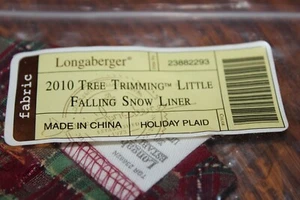 fabric
Longaberger®
23882293
2010 Tree Trimming™ Little
Falling Snow Liner
MADE IN CHINA
HOLIDAY PLAID